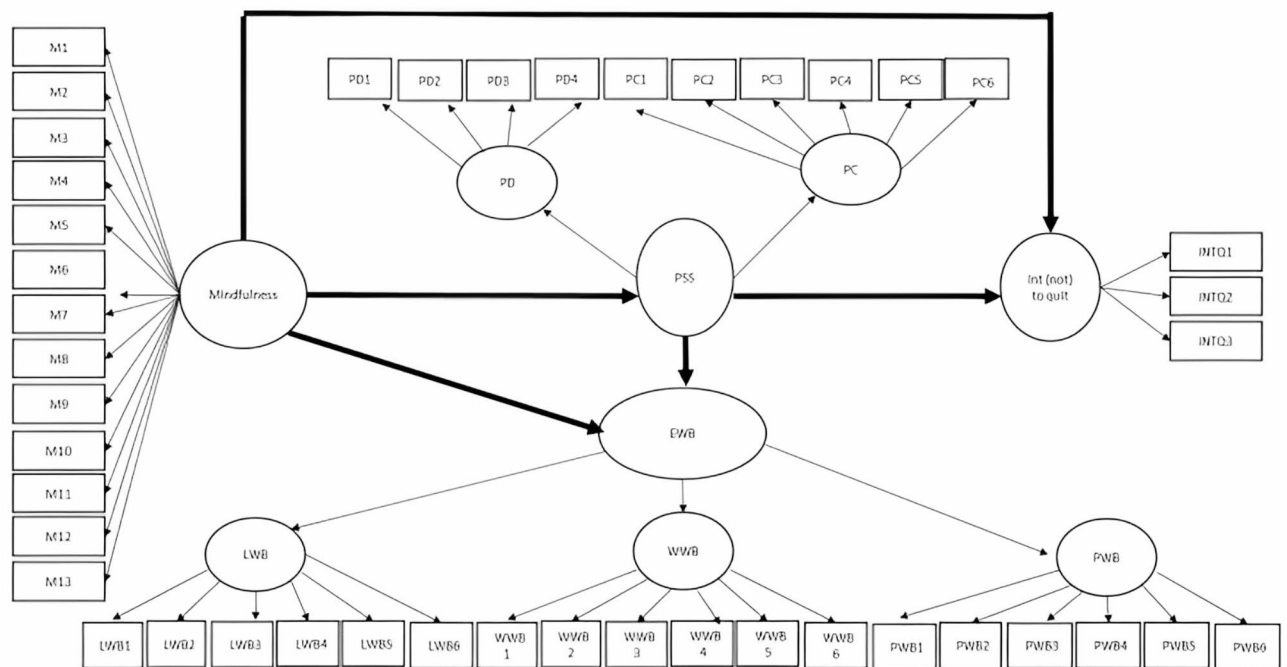 M1
M2
M3
M4
M5
M6
M7
M8
M9
M10
M11
M12
M13
PD1
PD2
PD3
PD4
PC1
PC2
PC3
PC4
PC5
PC6
PD
PC
Mindfulness
PSS
Int (not)
to quit
INTQ1
INTQ2
INTQ3
EWB
LWB
WWB
PWB
LWB1
LWB2
LWB3
LWB4
LWB5
LWB6
WWB
1
WWB
2
WWB
3
WWB
4
WWB
5
WWB
6
PWB1
PWB2
PWB3
PWB4
PWB5
PWB6